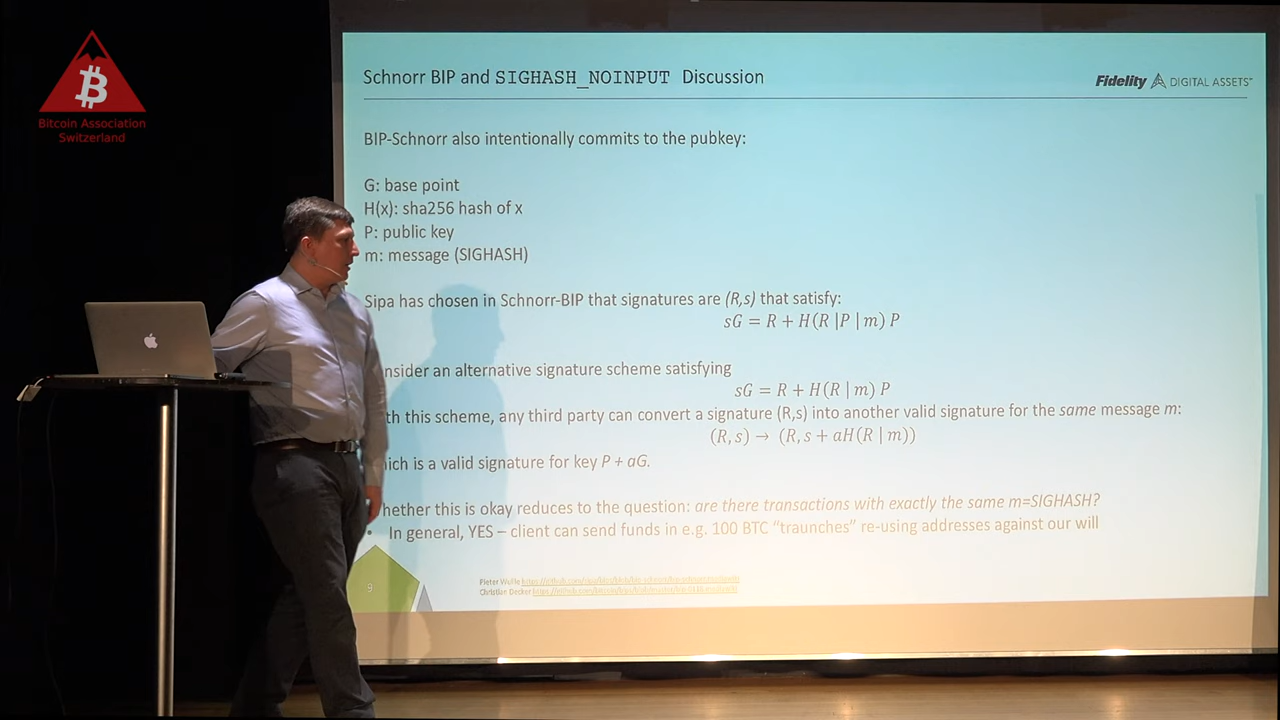 Bitcoin Association
Switzerland
Schnorr BIP and SIGHASH_NOINPUT Discussion
Fidelity DIGITAL ASSETS
BIP-Schnorr also intentionally commits to the pubkey:
G: base point
H(x): sha256 hash of x
P: public key
m: message (SIGHASH)
Sipa has chosen in Schnorr-BIP that signatures are (R,s) that satisfy:
sG = R + H(R |P | m) P
nsider an alternative signature scheme satisfying
sG = R + H(R | m) P
th this scheme, any third party can convert a signature (R,s) into another valid signature for the same message m:
(R, s) → (R, s + aH(R | m))
ich is a valid signature for key P + aG.
hether this is okay reduces to the question: are there transactions with exactly the same m=SIGHASH?
• In general, YES – client can send funds in e.g. 100 BTC “traunches” re-using addresses against our will
9
Pieter Wuille
Christian Decker